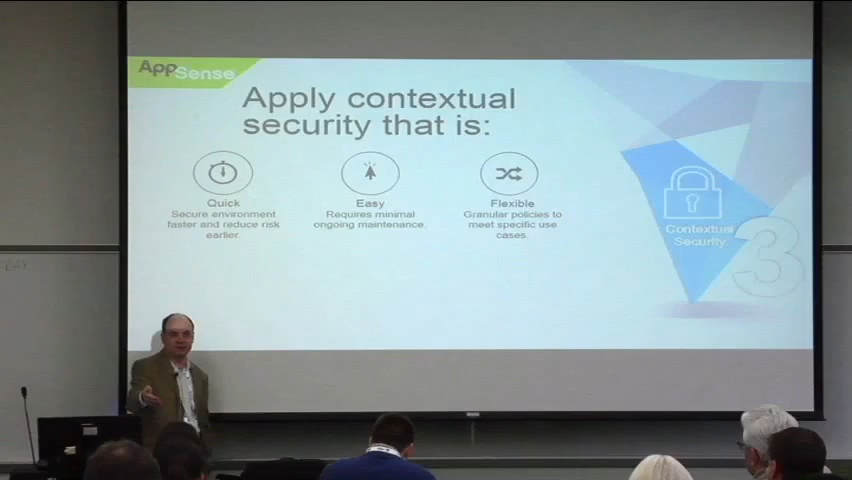 AppSense
Apply contextual
security that is:
Quick
Secure environment
faster and reduce risk
earlier.
Easy
Requires minimal
ongoing maintenance.
Flexible
Granular policies to
meet specific use
cases.
Contextual
Security
3